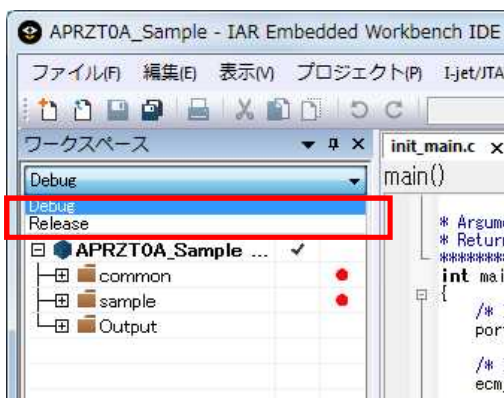 APRZT0A_Sample - IAR Embedded Workbench IDE
ファイル(F) 編集(E) 表示(V) プロジェクト(P) I-jet/JTA
ワークスペース
Debug
Debug
Release
APRZT0A_Sample ...
common
sample
Output
init_main.c
main()
* Argume
* Return
********
int mai
{
/*
por
/*
ecm